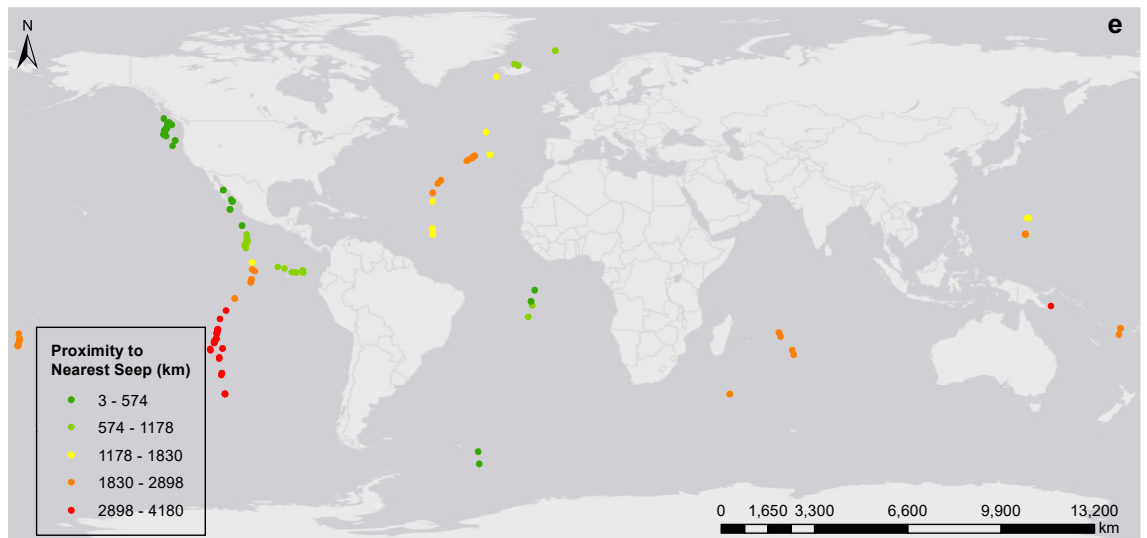 e
N
Proximity to
Nearest Seep (km)
3 - 574
574 - 1178
1178 - 1830
1830 - 2898
2898 - 4180
0 1,650 3,300 6,600 9,900 13,200
km